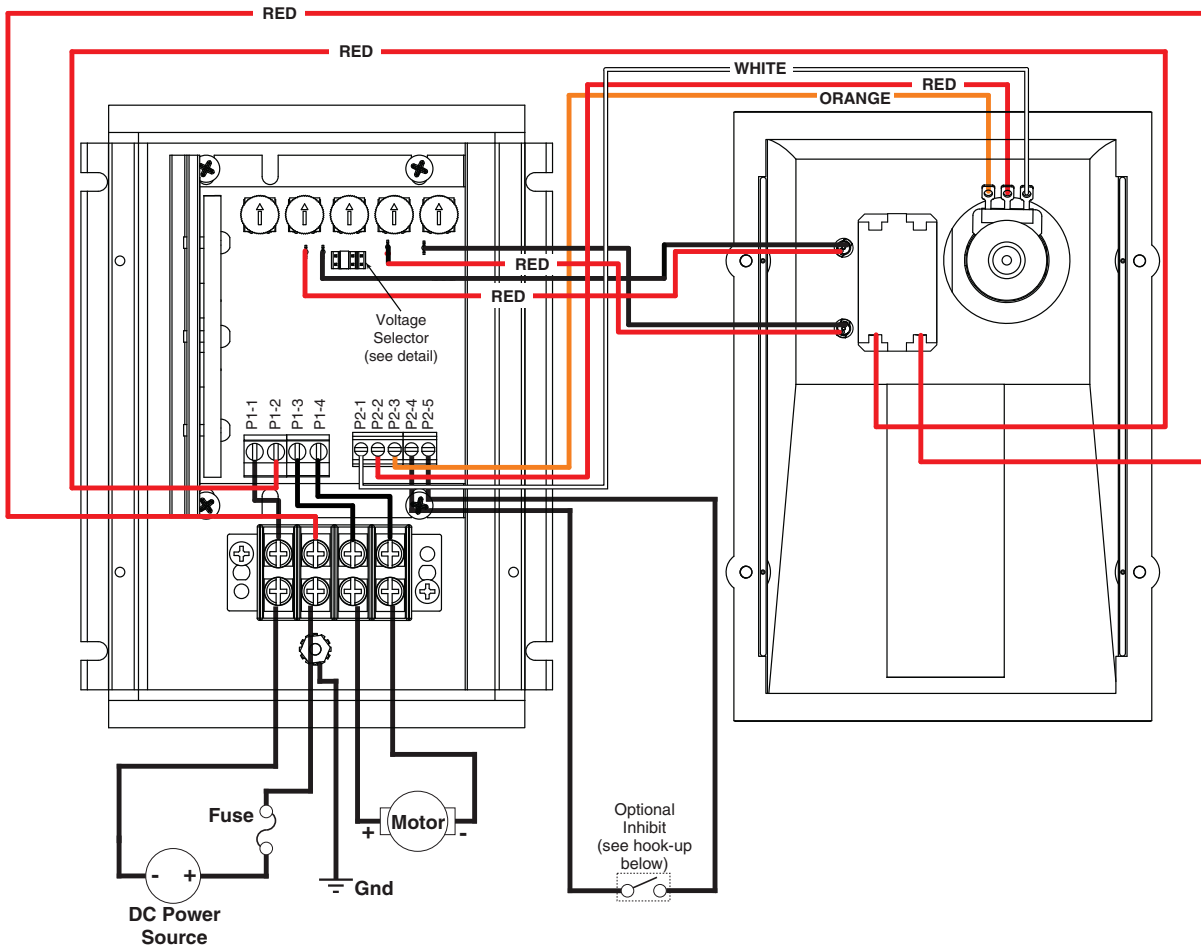 RED
RED
WHITE
RED
ORANGE
RED
RED
Voltage
Selector
(see detail)
P1-1
P1-2
P1-3
P1-4
P2-1
P2-2
P2-3
P2-4
P2-5
Fuse
+
Motor
-
Optional
Inhibit
(see hook-up
below)
-
+
Gnd
DC Power
Source